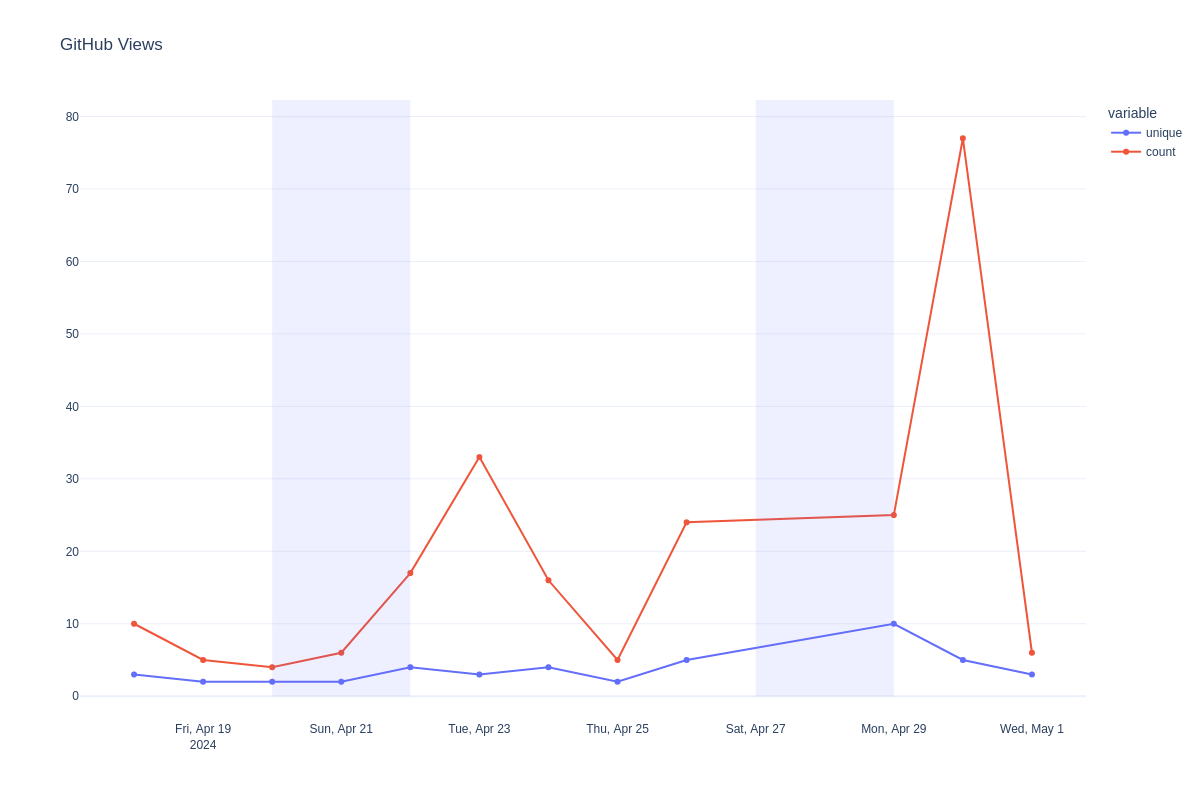 GitHub Views
variable
unique
count
80
70
60
50
40
30
20
10
0
Fri, Apr 19
2024
Sun, Apr 21
Tue, Apr 23
Thu, Apr 25
Sat, Apr 27
Mon, Apr 29
Wed, May 1